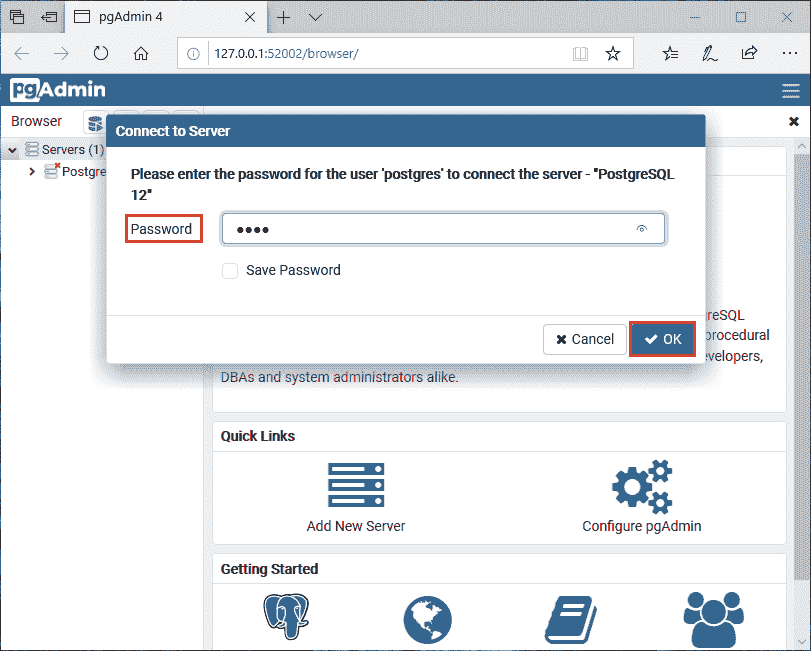 pgAdmin 4
127.0.0.1:52002/browser/
pgAdmin
Browser
Servers (1)
Postgre
Connect to Server
Please enter the password for the user 'postgres' to connect the server - "PostgreSQL
12"
Password
Save Password
Cancel
OK
reSQL
procedural
evelopers,
DBAs and system administrators alike.
Quick Links
Add New Server
Configure pgAdmin
Getting Started